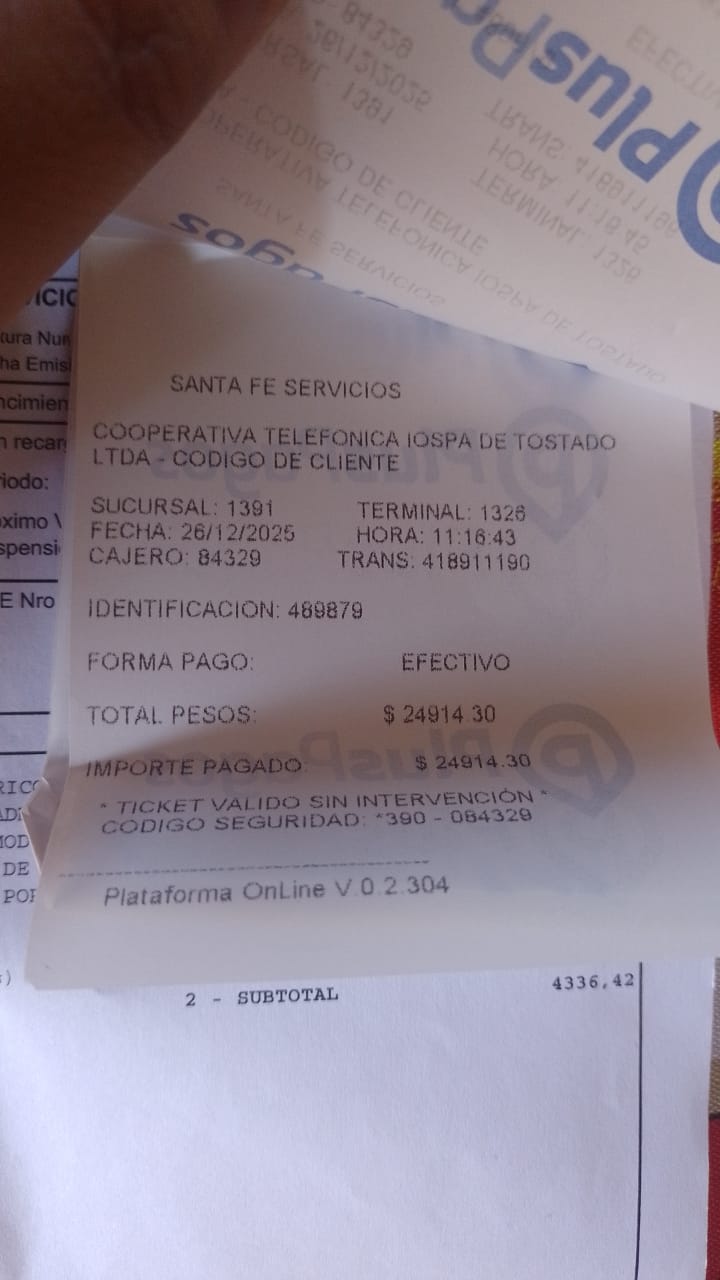 PlusPagos
SANTA FE SERVICIOS
COOPERATIVA TELEFONICA IOSPA DE TOSTADO
LTDA - CODIGO DE CLIENTE
SUCURSAL: 1391 TERMINAL: 1326
FECHA: 26/12/2025 HORA: 11:16:43
CAJERO: 84329 TRANS: 418911190
IDENTIFICACION: 489879
FORMA PAGO: EFECTIVO
TOTAL PESOS: $ 24914.30
IMPORTE PAGADO: $ 24914.30
* TICKET VALIDO SIN INTERVENCIÓN *
CODIGO SEGURIDAD: *390 - 084329
Plataforma OnLine V.0.2.304
E Nro
DE
2 - SUBTOTAL 4336,42